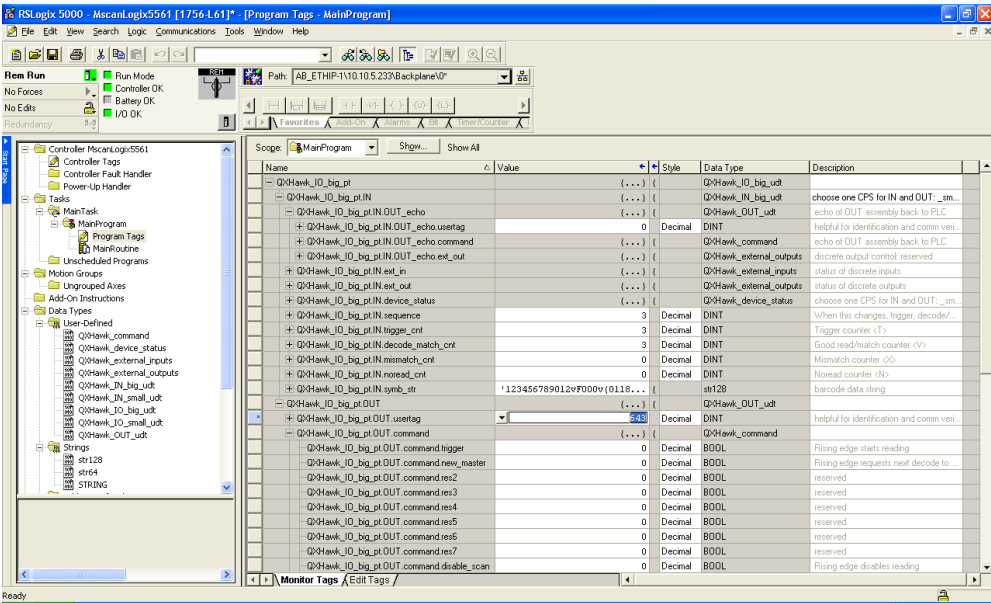 RSLogix 5000 - MscanLogix5561 [1756-L61]* - [Program Tags - MainProgram]
File Edit View Search Logic Communications Tools Window Help
Rem Run
Run Mode
No Forces
Controller OK
Battery OK
No Edits
I/O OK
Redundancy
REM
Path: AB_ETHIP-1\10.10.5.233\Backplane\0*
Favorites Add-On Alarms Bit Timer/Counter
Start Page
Controller MscanLogix5561
Controller Tags
Controller Fault Handler
Power-Up Handler
Tasks
MainTask
MainProgram
Program Tags
MainRoutine
Unscheduled Programs
Motion Groups
Ungrouped Axes
Add-On Instructions
Data Types
User-Defined
QXHawk_command
QXHawk_device_status
QXHawk_external_inputs
QXHawk_external_outputs
QXHawk_IN_big_udt
QXHawk_IN_small_udt
QXHawk_IO_big_udt
QXHawk_IO_small_udt
QXHawk_OUT_udt
Strings
str128
str64
STRING
Scope: MainProgram Show... Show All
Name Value Style Data Type Description
QXHawk_IO_big_pt {...} { QXHawk_IO_big_udt
QXHawk_IO_big_pt.IN {...} { QXHawk_IN_big_udt choose one CPS for IN and OUT: _sm...
QXHawk_IO_big_pt.IN.OUT_echo {...} { QXHawk_OUT_udt echo of OUT assembly back to PLC
QXHawk_IO_big_pt.IN.OUT_echo.usertag 0 Decimal DINT helpful for identification and comm veri...
QXHawk_IO_big_pt.IN.OUT_echo.command {...} { QXHawk_command echo of OUT assembly back to PLC
QXHawk_IO_big_pt.IN.OUT_echo.ext_out {...} { QXHawk_external_outputs discrete output control: reserved
QXHawk_IO_big_pt.IN.ext_in {...} { QXHawk_external_inputs status of discrete inputs
QXHawk_IO_big_pt.IN.ext_out {...} { QXHawk_external_outputs status of discrete outputs
QXHawk_IO_big_pt.IN.device_status {...} { QXHawk_device_status choose one CPS for IN and OUT: _sm...
QXHawk_IO_big_pt.IN.sequence 3 Decimal DINT When this changes, trigger, decode/...
QXHawk_IO_big_pt.IN.trigger_cnt 3 Decimal DINT Trigger counter <T>
QXHawk_IO_big_pt.IN.decode_match_cnt 3 Decimal DINT Good read/match counter <V>
QXHawk_IO_big_pt.IN.mismatch_cnt 0 Decimal DINT Mismatch counter <X>
QXHawk_IO_big_pt.IN.noread_cnt 0 Decimal DINT Noread counter <N>
QXHawk_IO_big_pt.IN.symb_str '123456789012vF000v(0118... { str128 barcode data string
QXHawk_IO_big_pt.OUT {...} { QXHawk_OUT_udt
QXHawk_IO_big_pt.OUT.usertag 643 Decimal DINT helpful for identification and comm veri...
QXHawk_IO_big_pt.OUT.command {...} { QXHawk_command
QXHawk_IO_big_pt.OUT.command.trigger 0 Decimal BOOL Rising edge starts reading
QXHawk_IO_big_pt.OUT.command.new_master 0 Decimal BOOL Rising edge requests next decode to ...
QXHawk_IO_big_pt.OUT.command.res2 0 Decimal BOOL reserved
QXHawk_IO_big_pt.OUT.command.res3 0 Decimal BOOL reserved
QXHawk_IO_big_pt.OUT.command.res4 0 Decimal BOOL reserved
QXHawk_IO_big_pt.OUT.command.res5 0 Decimal BOOL reserved
QXHawk_IO_big_pt.OUT.command.res6 0 Decimal BOOL reserved
QXHawk_IO_big_pt.OUT.command.res7 0 Decimal BOOL reserved
QXHawk_IO_big_pt.OUT.command.disable_scan 0 Decimal BOOL Rising edge disables reading
Monitor Tags Edit Tags
Ready